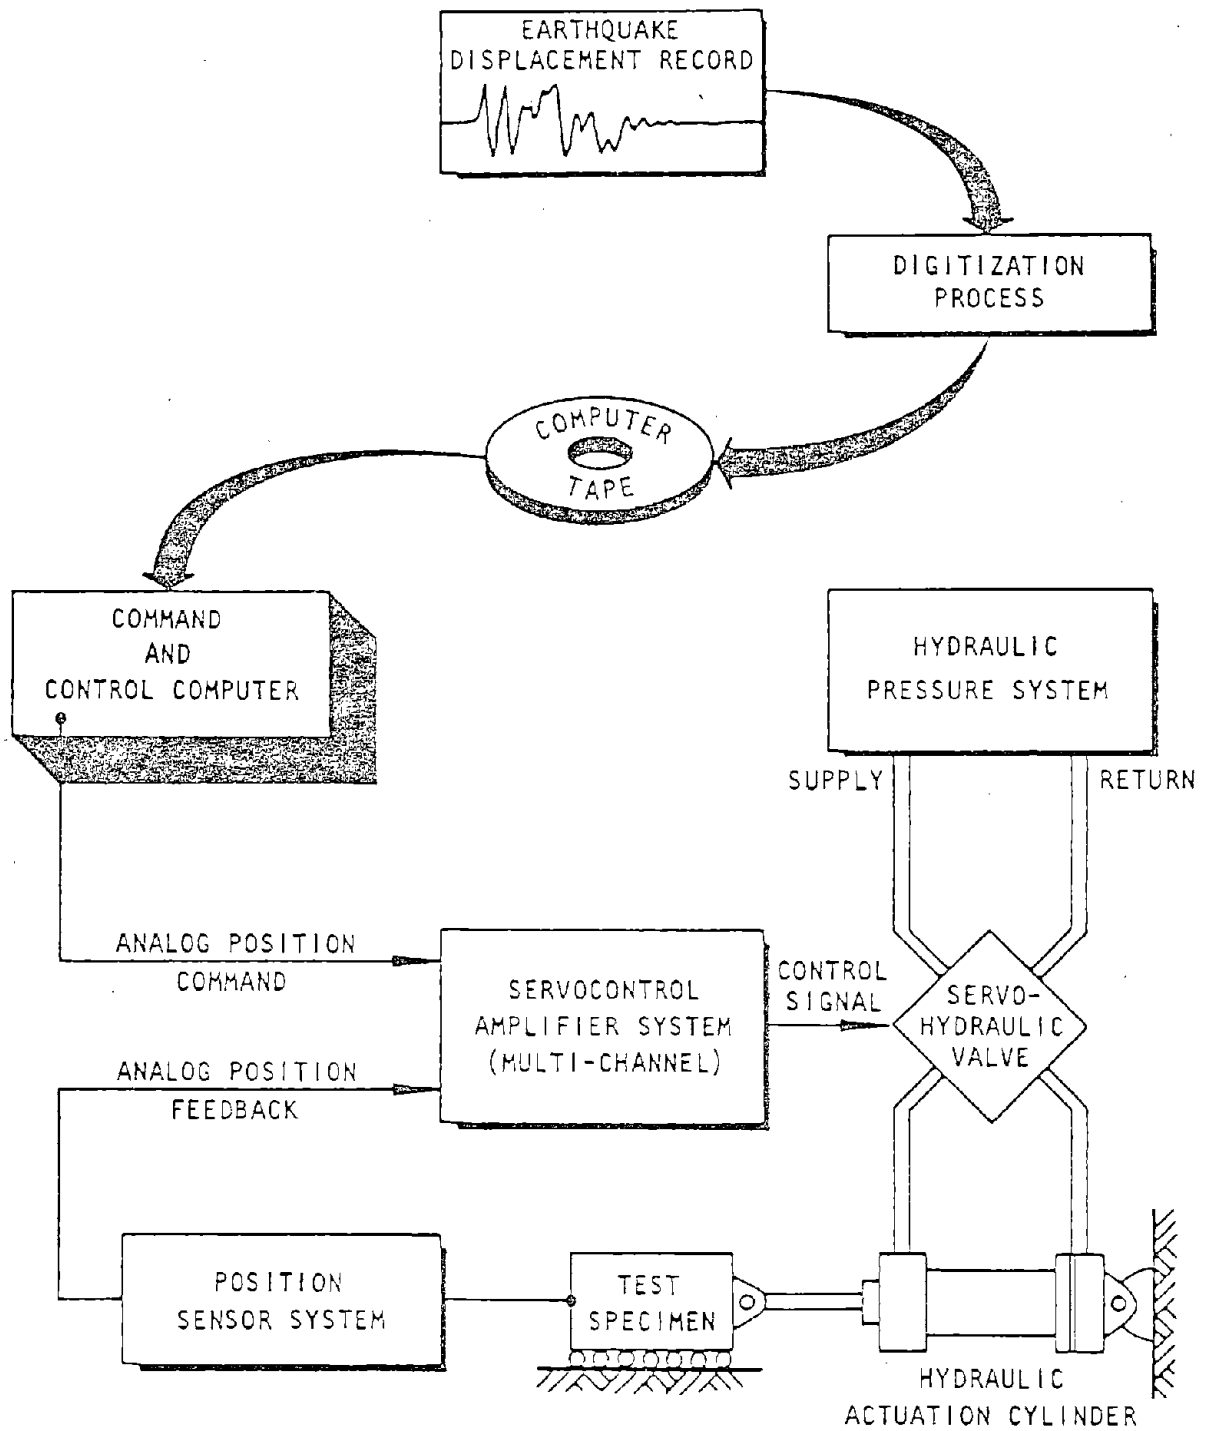 EARTHQUAKE
DISPLACEMENT RECORD
DIGITIZATION
PROCESS
COMPUTER
TAPE
COMMAND
AND
CONTROL COMPUTER
HYDRAULIC
PRESSURE SYSTEM
SUPPLY
RETURN
ANALOG POSITION
COMMAND
SERVOCONTROL
AMPLIFIER SYSTEM
(MULTI-CHANNEL)
CONTROL
SIGNAL
SERVO-
HYDRAULIC
VALVE
ANALOG POSITION
FEEDBACK
POSITION
SENSOR SYSTEM
TEST
SPECIMEN
HYDRAULIC
ACTUATION CYLINDER